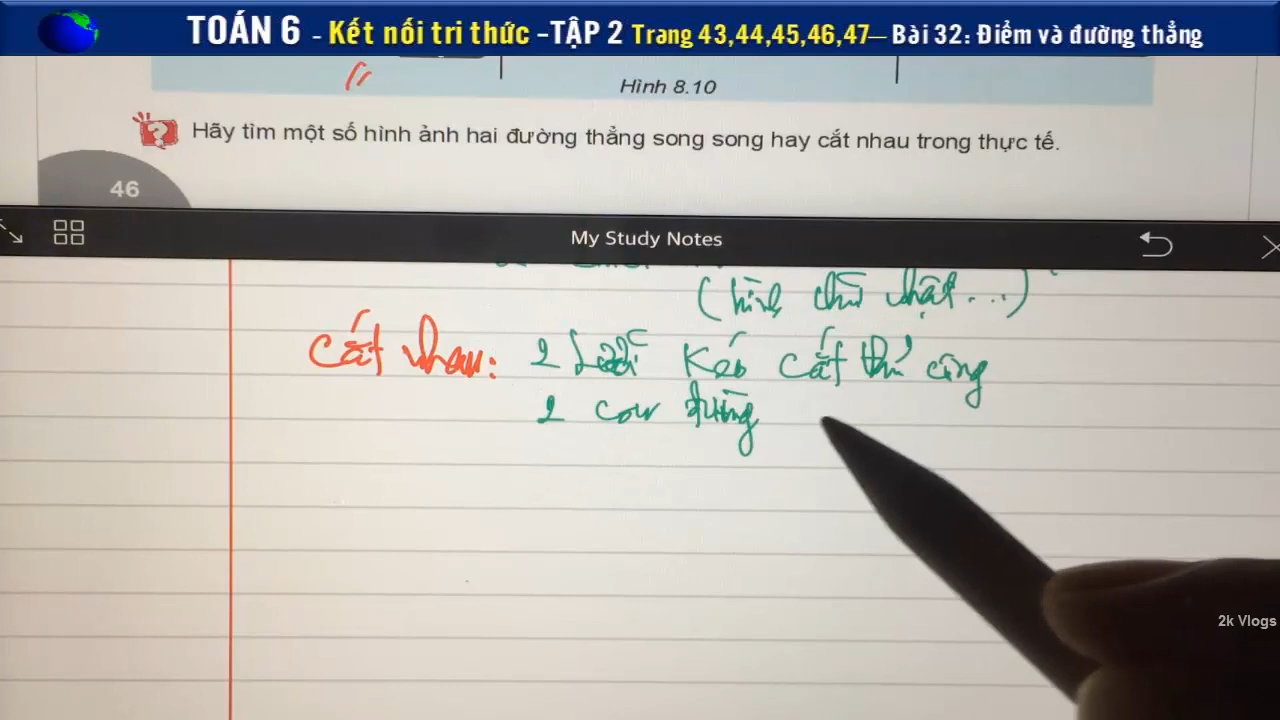 TOÁN 6 - Kết nối tri thức -TẬP 2 Trang 43,44,45,46,47– Bài 32: Điểm và đường thẳng
Hình 8.10
Hãy tìm một số hình ảnh hai đường thẳng song song hay cắt nhau trong thực tế.
46
My Study Notes
(hình chữ nhật...)
Cắt nhau: 2 Lưỡi kéo cắt thủ công
2 con đường
2k Vlogs